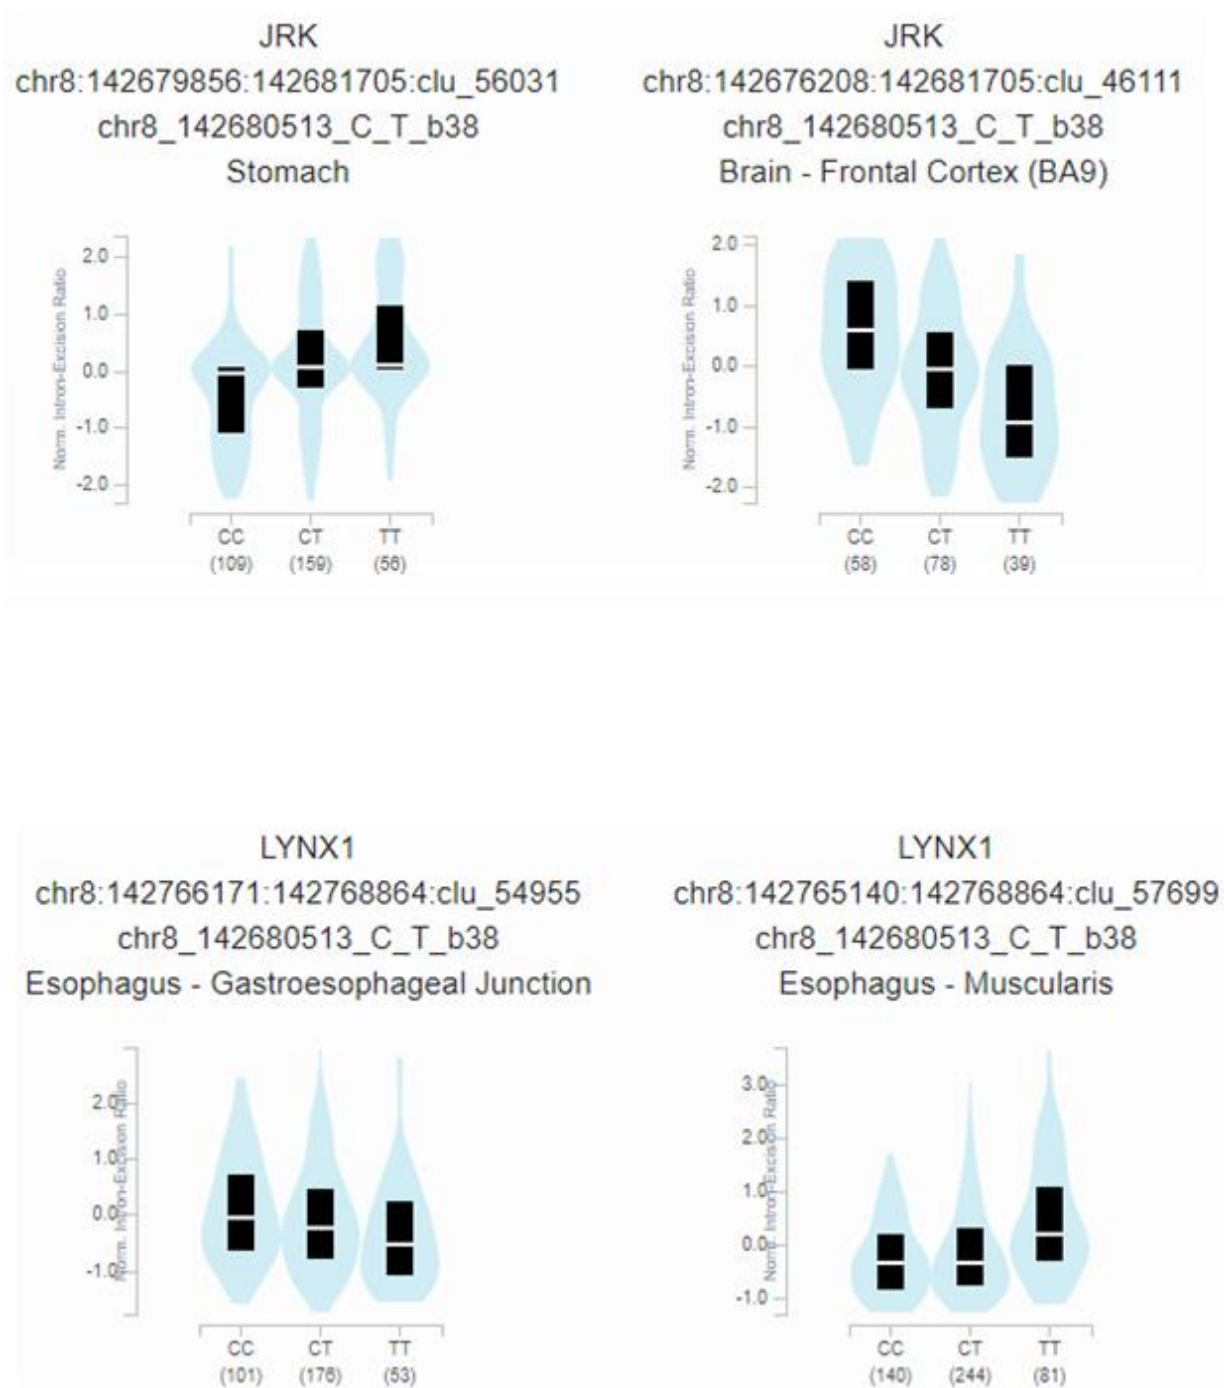 JRK
chr8:142679856:142681705:clu_56031
chr8_142680513_C_T_b38
Stomach
Norm. Intron-Excision Ratio
2.0
1.0
0.0
-1.0
-2.0
CC CT TT
(109) (159) (56)
JRK
chr8:142676208:142681705:clu_46111
chr8_142680513_C_T_b38
Brain - Frontal Cortex (BA9)
Norm. Intron-Excision Ratio
2.0
1.0
0.0
-1.0
-2.0
CC CT TT
(58) (78) (39)
LYNX1
chr8:142766171:142768864:clu_54955
chr8_142680513_C_T_b38
Esophagus - Gastroesophageal Junction
Norm. Intron-Excision Ratio
2.0
1.0
0.0
-1.0
CC CT TT
(101) (176) (53)
LYNX1
chr8:142765140:142768864:clu_57699
chr8_142680513_C_T_b38
Esophagus - Muscularis
Norm. Intron-Excision Ratio
3.0
2.0
1.0
0.0
-1.0
CC CT TT
(140) (244) (81)